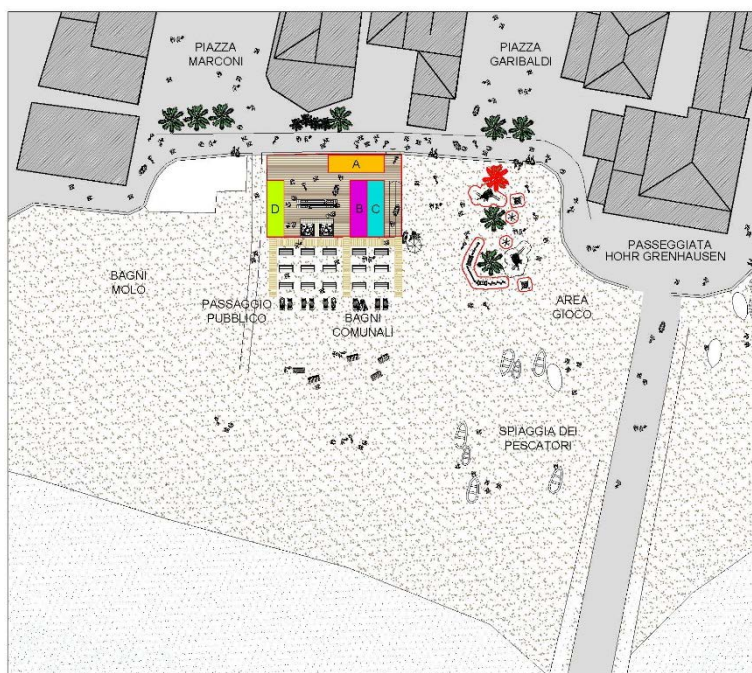 PIAZZA
MARCONI
PIAZZA
GARIBALDI
A
D
B
C
PASSEGGIATA
HOHR GRENHAUSEN
BAGNI
MOLO
PASSAGGIO
PUBBLICO
BAGNI
COMUNALI
AREA
GIOCO
SPIAGGIA DEI
PESCATORI